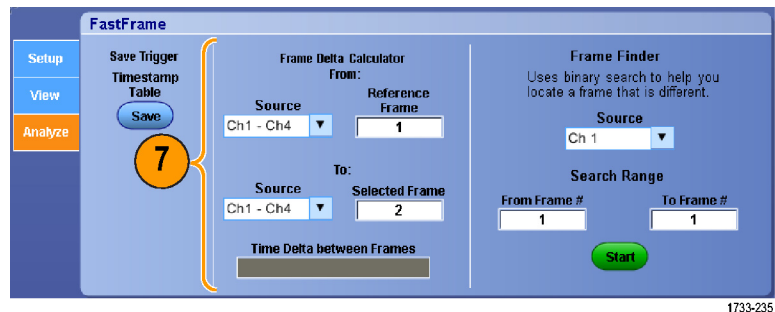 FastFrame
Setup
View
Analyze
Save Trigger
Timestamp
Table
Save
7
Frame Delta Calculator
From:
Source
Reference
Frame
Ch1 - Ch4
1
To:
Source
Selected Frame
Ch1 - Ch4
2
Time Delta between Frames
Frame Finder
Uses binary search to help you
locate a frame that is different.
Source
Ch 1
Search Range
From Frame #
To Frame #
1
1
Start
1733-235